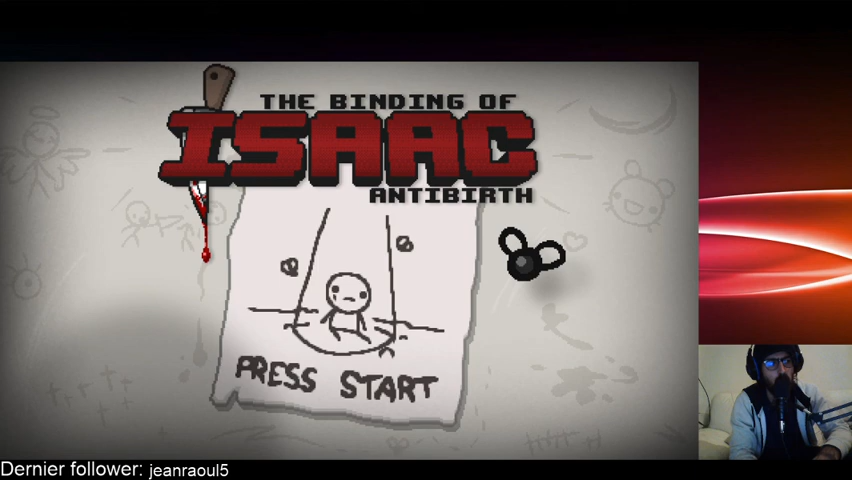 THE BINDING OF
ISAAC
ANTIBIRTH
PRESS START
Dernier follower: jeanraoul5